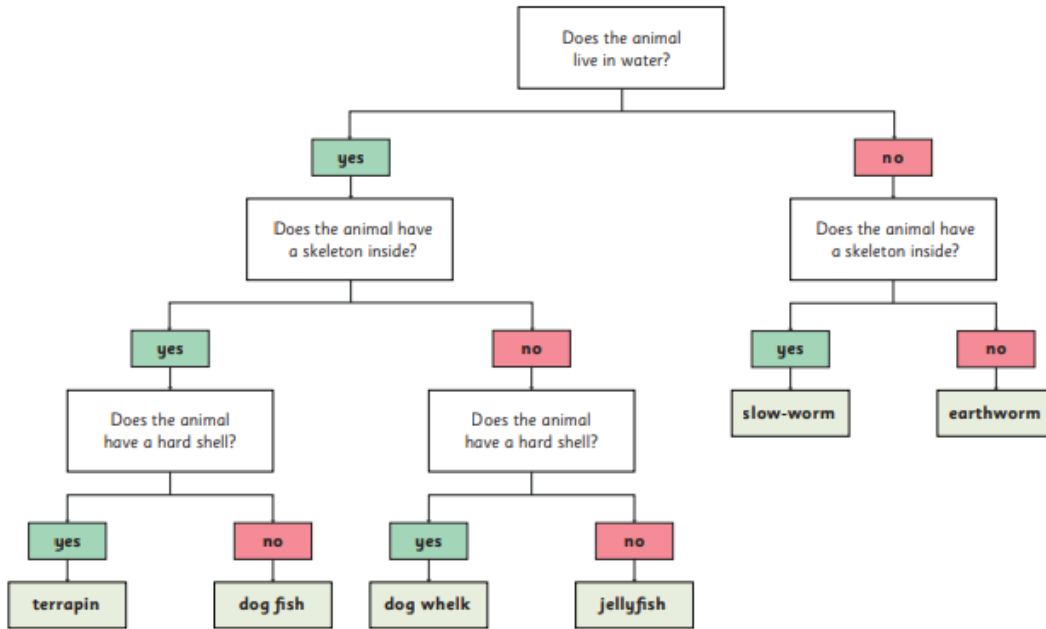 Does the animal
live in water?
yes
no
Does the animal have
a skeleton inside?
Does the animal have
a skeleton inside?
yes
no
yes
no
Does the animal
have a hard shell?
Does the animal
have a hard shell?
slow-worm
earthworm
yes
no
yes
no
terrapin
dog fish
dog whelk
jellyfish